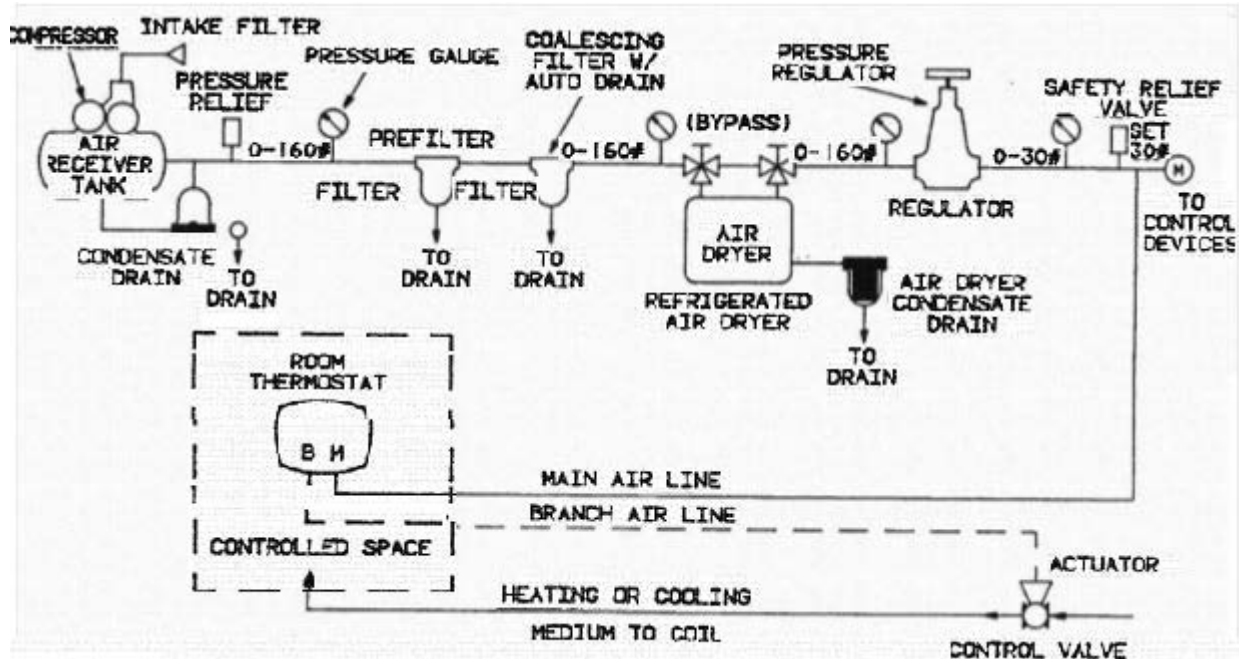 COMPRESSOR
INTAKE FILTER
PRESSURE
RELIEF
PRESSURE GAUGE
COALESCING
FILTER W/
AUTO DRAIN
PRESSURE
REGULATOR
SAFETY RELIEF
VALVE
SET
30#
AIR
RECEIVER
TANK
0-160#
PREFILTER
0-160#
(BYPASS)
0-160#
0-30#
M
FILTER
FILTER
REGULATOR
TO
CONTROL
DEVICES
CONDENSATE
DRAIN
TO
DRAIN
TO
DRAIN
TO
DRAIN
AIR
DRYER
REFRIGERATED
AIR DRYER
AIR DRYER
CONDENSATE
DRAIN
TO
DRAIN
ROOM
THERMOSTAT
B M
MAIN AIR LINE
BRANCH AIR LINE
CONTROLLED SPACE
ACTUATOR
HEATING OR COOLING
MEDIUM TO COIL
CONTROL VALVE